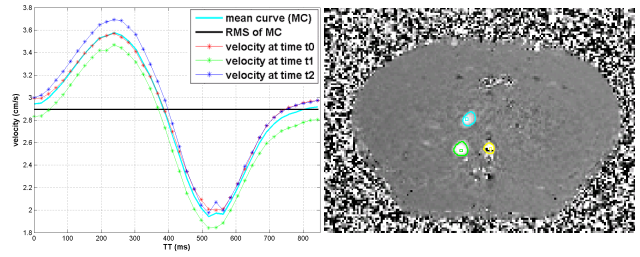 mean curve (MC)
RMS of MC
velocity at time t0
velocity at time t1
velocity at time t2
velocity (cm/s)
3.8
3.6
3.4
3.2
3
2.8
2.6
2.4
2.2
2
1.8
0 100 200 300 400 500 600 700 800
TT (ms)